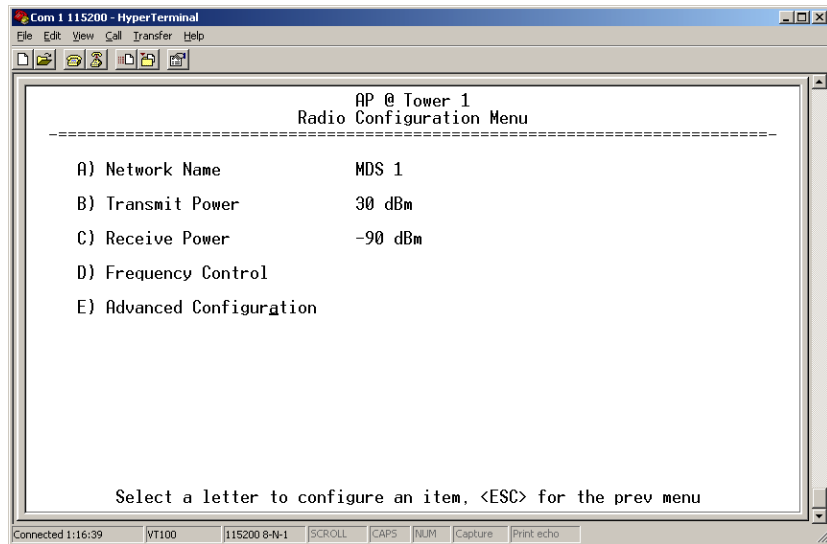 Com 1 115200 - HyperTerminal
File Edit View Call Transfer Help
AP @ Tower 1
Radio Configuration Menu
-==========================================================================-
A) Network Name MDS 1
B) Transmit Power 30 dBm
C) Receive Power -90 dBm
D) Frequency Control
E) Advanced Configuration
Select a letter to configure an item, <ESC> for the prev menu
Connected 1:16:39 VT100 115200 8-N-1 SCROLL CAPS NUM Capture Print echo